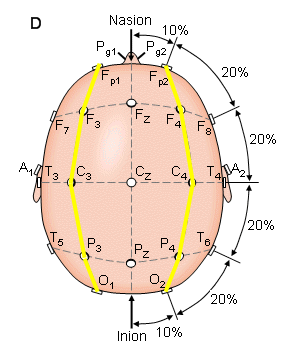 D
Nasion
10%
Pg1 Pg2
20%
Fp1 Fp2
F7 F3 Fz F4 F8
20%
A1 T3 C3 Cz C4 T4 A2
20%
T5 P3 Pz P4 T6
O1 O2
20%
10%
Inion